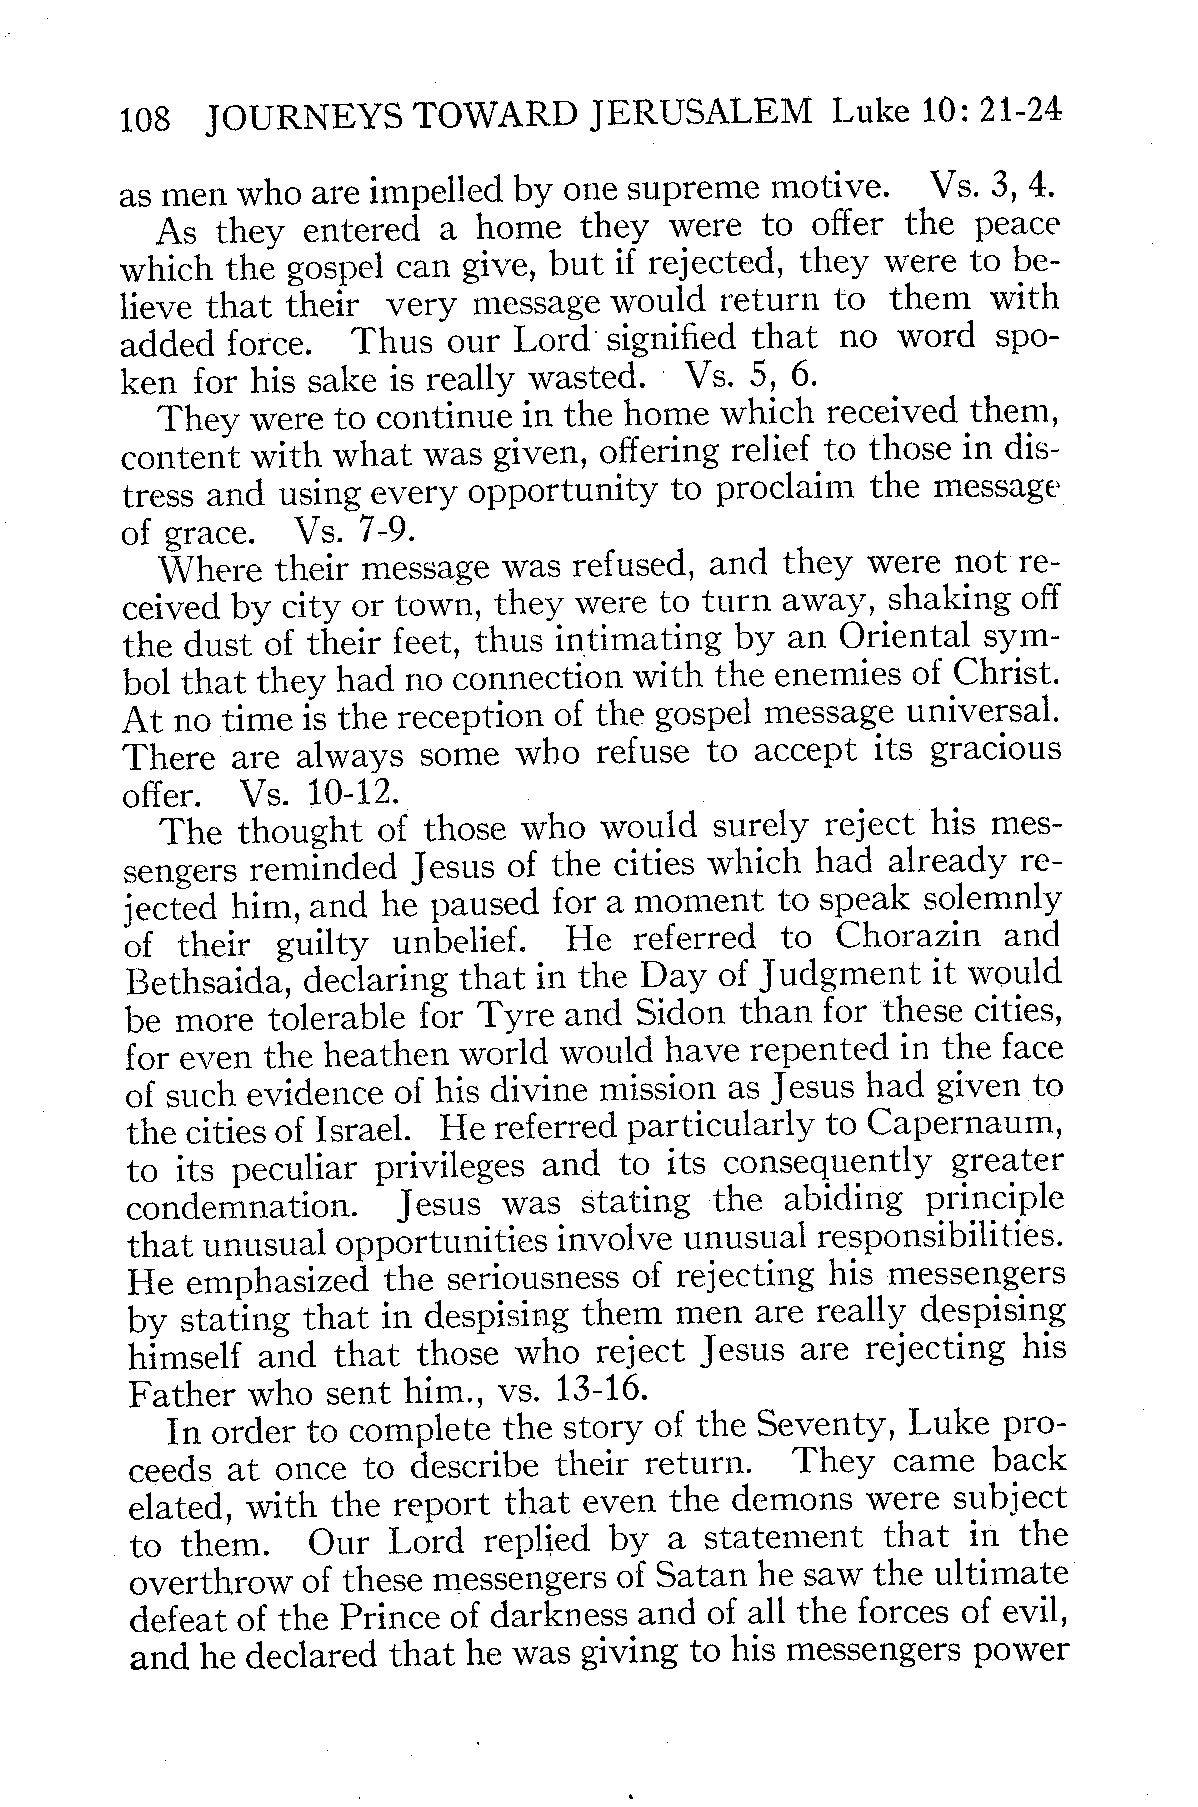 108 JOURNEYS TOWARD JERUSALEM Luke 10: 21-24
as men who are impelled by one supreme motive. Vs. 3, 4.
As they entered a home they were to offer the peace
which the gospel can give, but if rejected, they were to be-
lieve that their very message would return to them with
added force. Thus our Lord signified that no word spo-
ken for his sake is really wasted. Vs. 5, 6.
They were to continue in the home which received them,
content with what was given, offering relief to those in dis-
tress and using every opportunity to proclaim the message
of grace. Vs. 7-9.
Where their message was refused, and they were not re-
ceived by city or town, they were to turn away, shaking off
the dust of their feet, thus intimating by an Oriental sym-
bol that they had no connection with the enemies of Christ.
At no time is the reception of the gospel message universal.
There are always some who refuse to accept its gracious
offer. Vs. 10-12.
The thought of those who would surely reject his mes-
sengers reminded Jesus of the cities which had already re-
jected him, and he paused for a moment to speak solemnly
of their guilty unbelief. He referred to Chorazin and
Bethsaida, declaring that in the Day of Judgment it would
be more tolerable for Tyre and Sidon than for these cities,
for even the heathen world would have repented in the face
of such evidence of his divine mission as Jesus had given to
the cities of Israel. He referred particularly to Capernaum,
to its peculiar privileges and to its consequently greater
condemnation. Jesus was stating the abiding principle
that unusual opportunities involve unusual responsibilities.
He emphasized the seriousness of rejecting his messengers
by stating that in despising them men are really despising
himself and that those who reject Jesus are rejecting his
Father who sent him., vs. 13-16.
In order to complete the story of the Seventy, Luke pro-
ceeds at once to describe their return. They came back
elated, with the report that even the demons were subject
to them. Our Lord replied by a statement that in the
overthrow of these messengers of Satan he saw the ultimate
defeat of the Prince of darkness and of all the forces of evil,
and he declared that he was giving to his messengers power